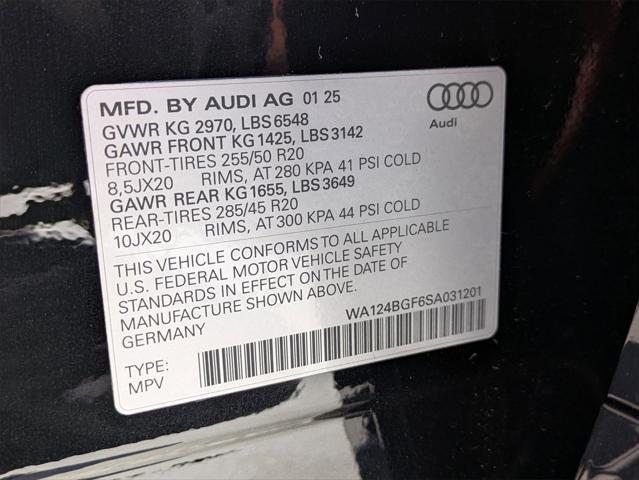 MFD. BY AUDI AG 01 25
Audi
GVWR KG 2970, LBS 6548
GAWR FRONT KG 1425, LBS 3142
FRONT-TIRES 255/50 R20
8,5JX20 RIMS, AT 280 KPA 41 PSI COLD
GAWR REAR KG 1655, LBS 3649
REAR-TIRES 285/45 R20
10JX20 RIMS, AT 300 KPA 44 PSI COLD
THIS VEHICLE CONFORMS TO ALL APPLICABLE
U.S. FEDERAL MOTOR VEHICLE SAFETY
STANDARDS IN EFFECT ON THE DATE OF
MANUFACTURE SHOWN ABOVE.
GERMANY
WA124BGF6SA031201
TYPE:
MPV